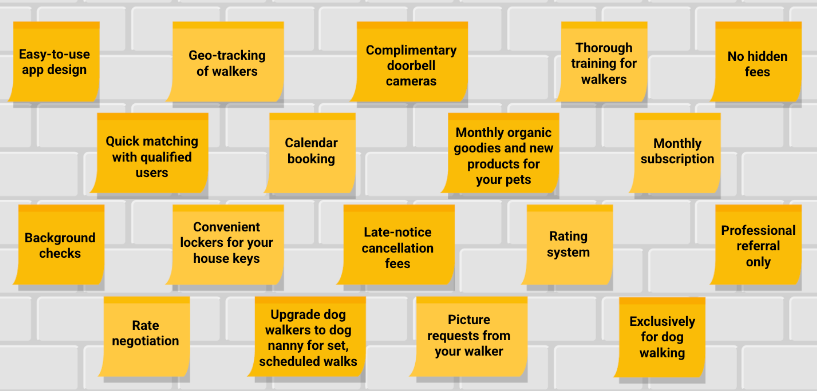 Easy-to-use
app design
Geo-tracking
of walkers
Complimentary
doorbell
cameras
Thorough
training for
walkers
No hidden
fees
Quick matching
with qualified
users
Calendar
booking
Monthly organic
goodies and new
products for
your pets
Monthly
subscription
Background
checks
Convenient
lockers for your
house keys
Late-notice
cancellation
fees
Rating
system
Professional
referral
only
Rate
negotiation
Upgrade dog
walkers to dog
nanny for set,
scheduled walks
Picture
requests from
your walker
Exclusively
for dog
walking